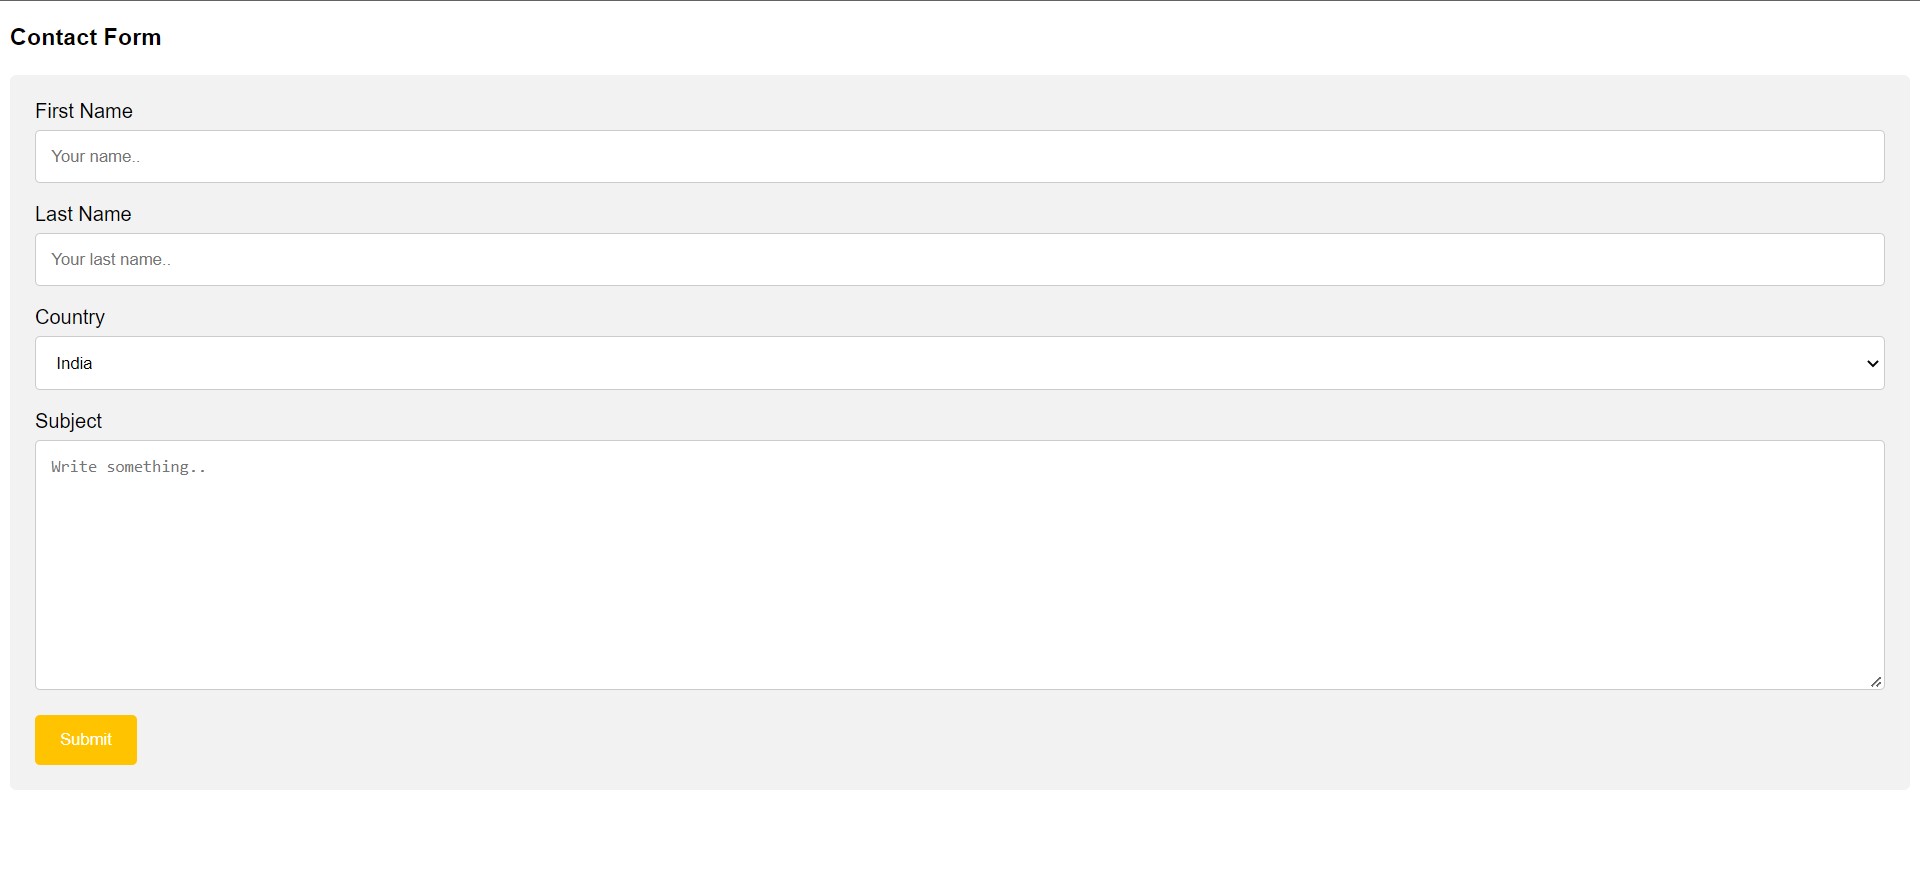 Contact Form
First Name
Your name..
Last Name
Your last name..
Country
India
Subject
Write something..
Submit